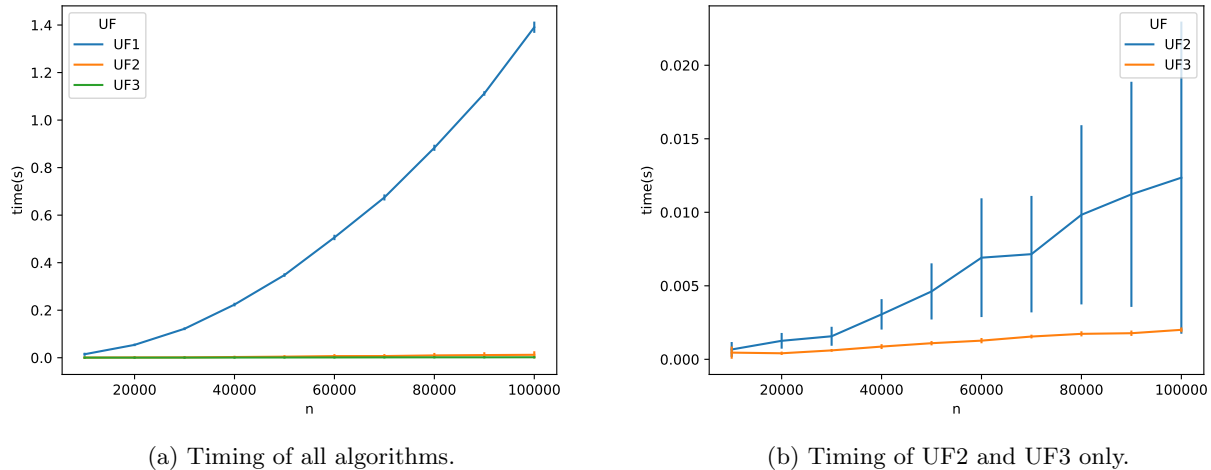 UF
UF1
UF2
UF3
1.4
1.2
1.0
0.8
0.6
0.4
0.2
0.0
time(s)
20000 40000 60000 80000 100000
n
(a) Timing of all algorithms.
UF
UF2
UF3
0.020
0.015
0.010
0.005
0.000
time(s)
20000 40000 60000 80000 100000
n
(b) Timing of UF2 and UF3 only.